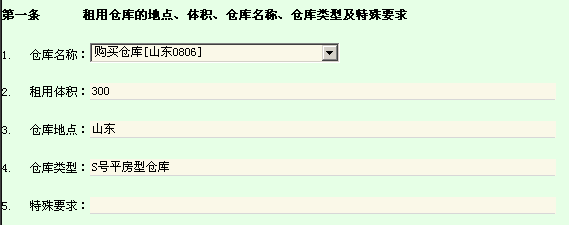 第一条 租用仓库的地点、体积、仓库名称、仓库类型及特殊要求
1. 仓库名称： 购买仓库[山东0806]
2. 租用体积： 300
3. 仓库地点： 山东
4. 仓库类型： S号平房型仓库
5. 特殊要求：